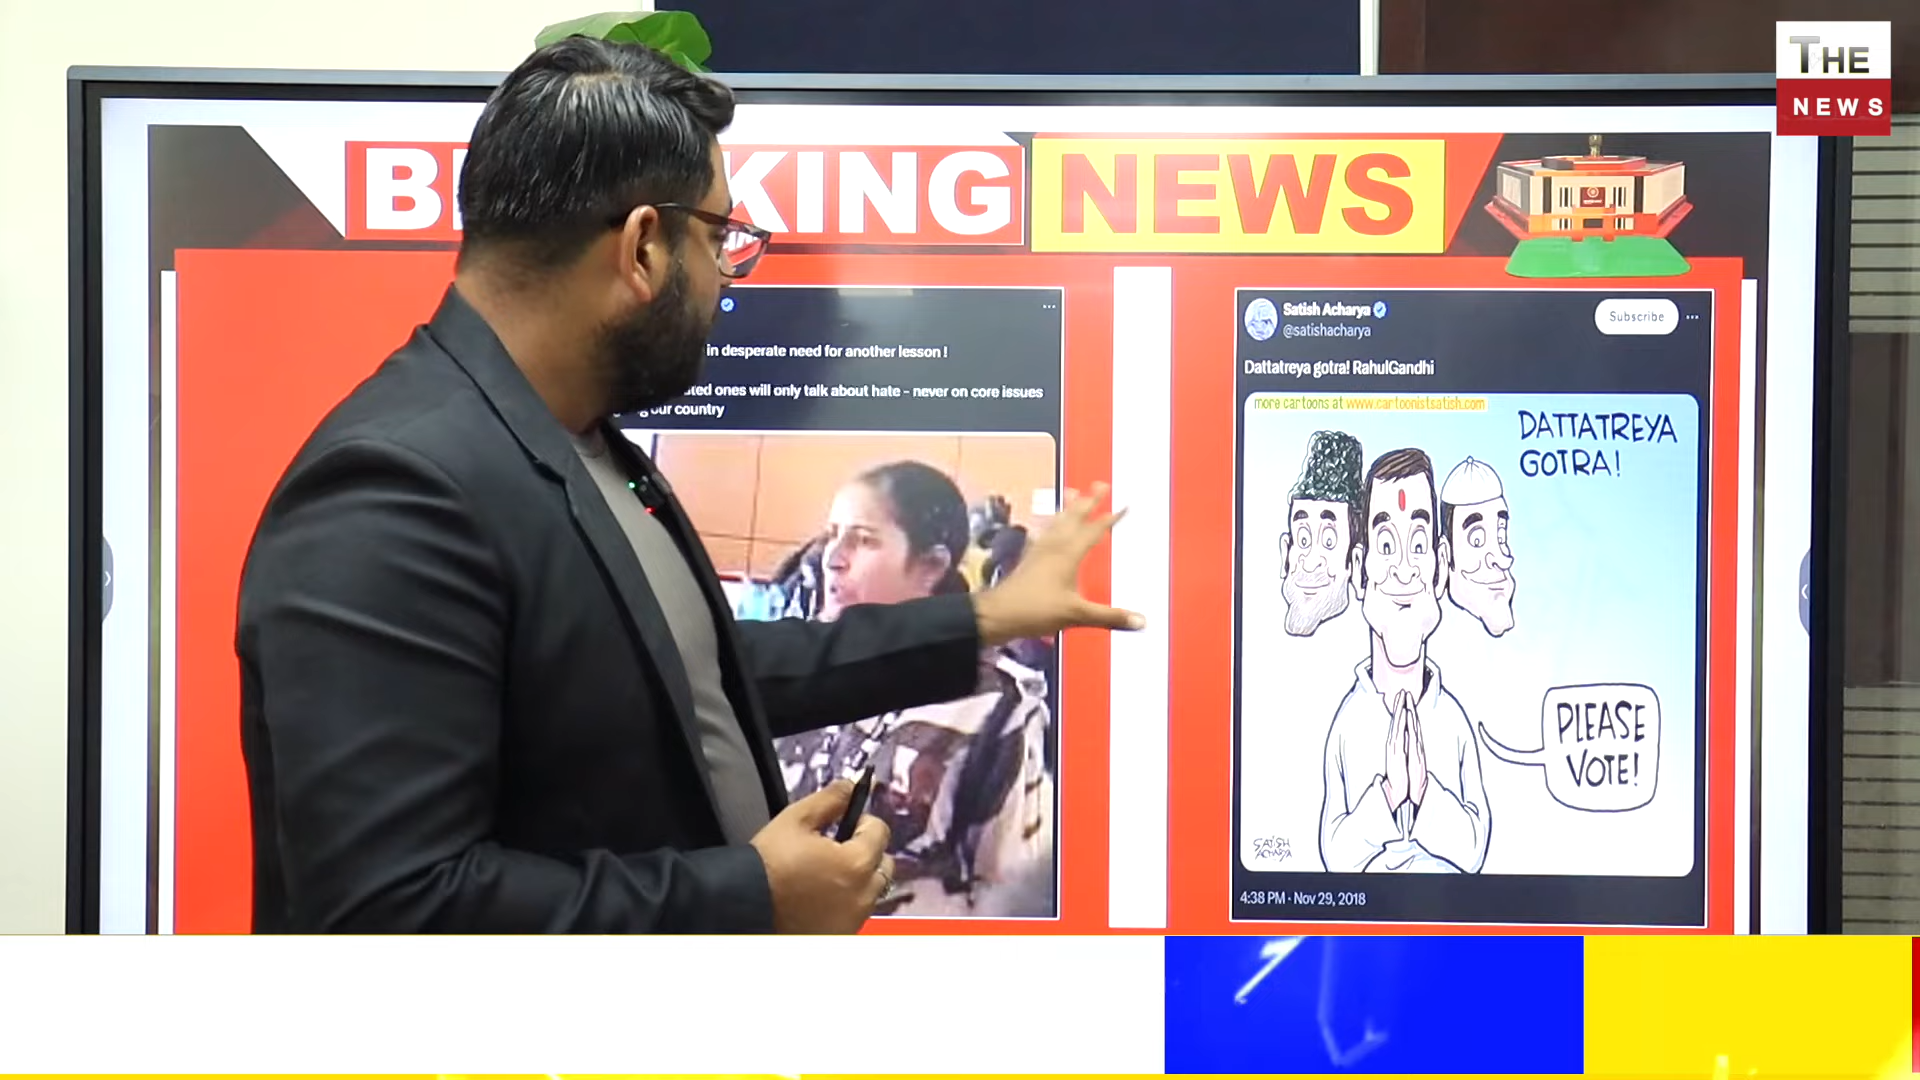 THE
NEWS
KING NEWS
in desperate need for another lesson !
ones will only talk about hate - never on core issues
our country
Satish Acharya
@satishacharya
Subscribe
Dattatreya gotra! RahulGandhi
more cartoons at www.cartoonistsatish.com
DATTATREYA
GOTRA!
PLEASE
VOTE!
SATISH
ACHARYA
4:38 PM · Nov 29, 2018